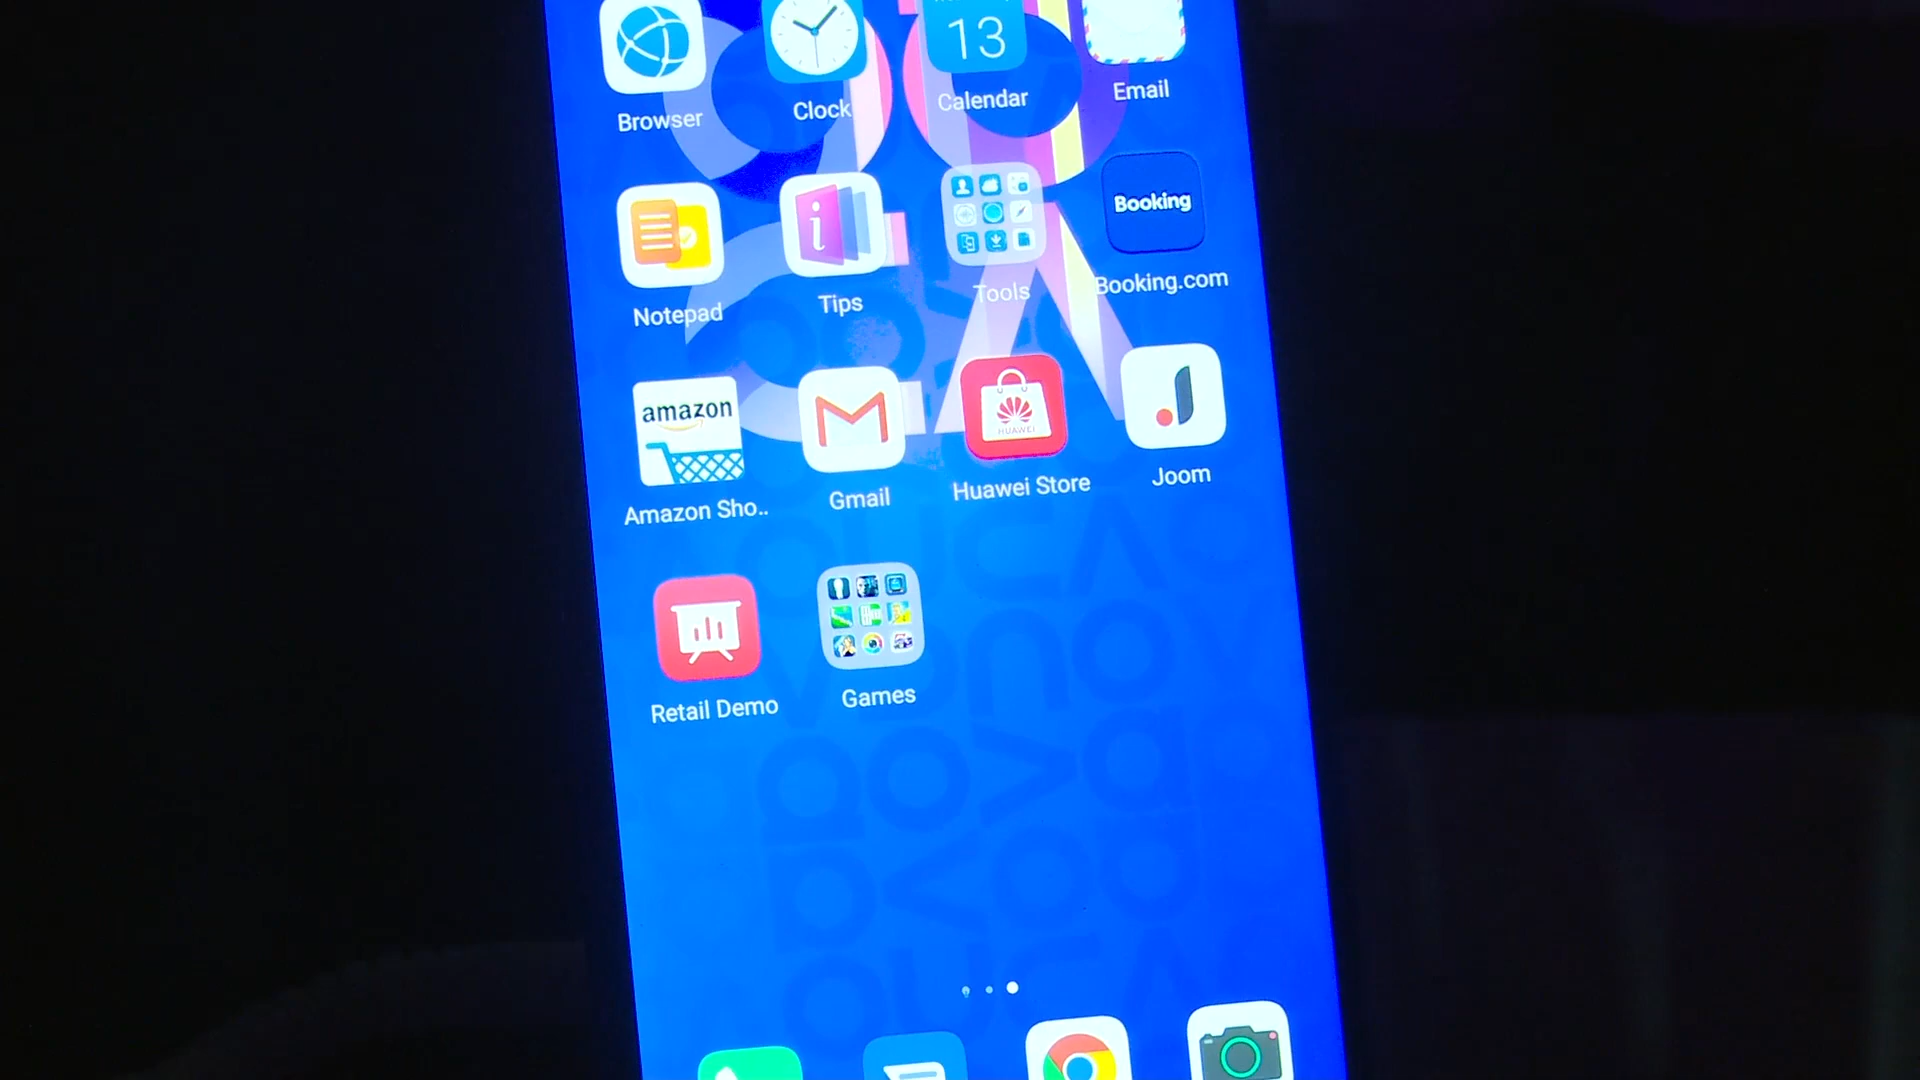 13
Browser
Clock
Calendar
Email
Booking
Notepad
Tips
Tools
Booking.com
amazon
HUAWEI
Amazon Sho..
Gmail
Huawei Store
Joom
Retail Demo
Games